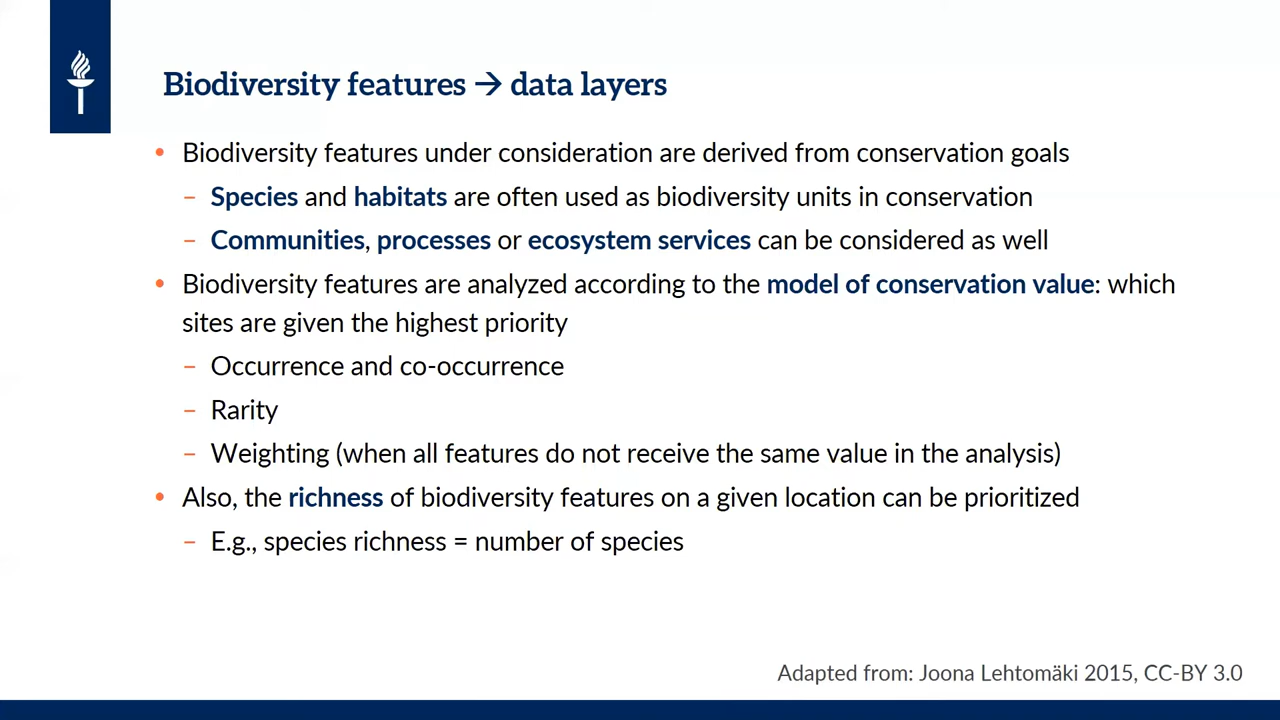 Biodiversity features → data layers
• Biodiversity features under consideration are derived from conservation goals
– Species and habitats are often used as biodiversity units in conservation
– Communities, processes or ecosystem services can be considered as well
• Biodiversity features are analyzed according to the model of conservation value: which
sites are given the highest priority
– Occurrence and co-occurrence
– Rarity
– Weighting (when all features do not receive the same value in the analysis)
• Also, the richness of biodiversity features on a given location can be prioritized
– E.g., species richness = number of species
Adapted from: Joona Lehtomäki 2015, CC-BY 3.0